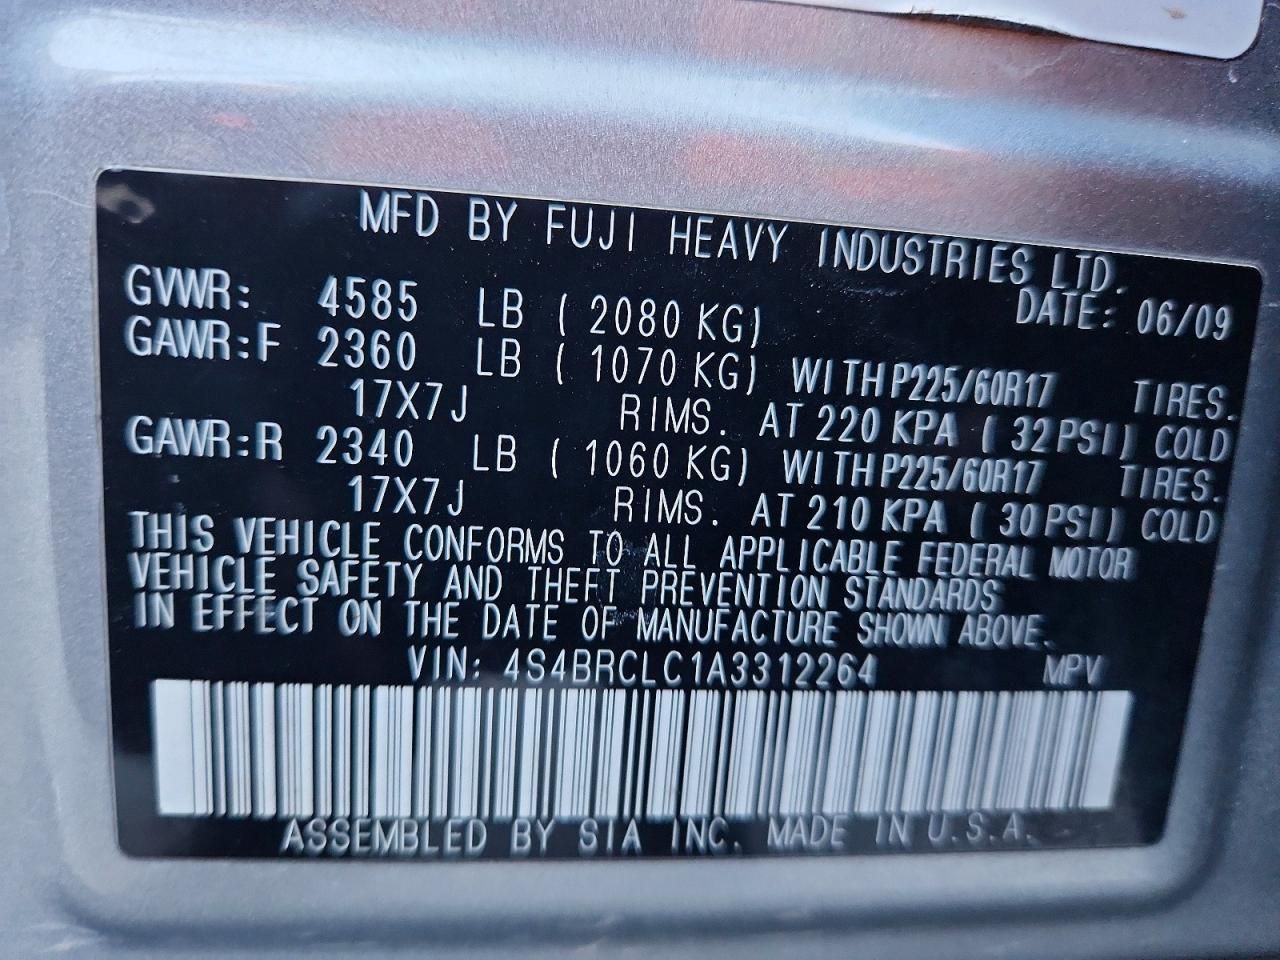 MFD BY FUJI HEAVY INDUSTRIES LTD.
DATE: 06/09
GVWR: 4585 LB ( 2080 KG)
GAWR:F 2360 LB ( 1070 KG) WITH P225/60R17 TIRES.
17X7J RIMS. AT 220 KPA ( 32 PSI) COLD
GAWR:R 2340 LB ( 1060 KG) WITH P225/60R17 TIRES.
17X7J RIMS. AT 210 KPA ( 30 PSI) COLD
THIS VEHICLE CONFORMS TO ALL APPLICABLE FEDERAL MOTOR
VEHICLE SAFETY AND THEFT PREVENTION STANDARDS
IN EFFECT ON THE DATE OF MANUFACTURE SHOWN ABOVE.
VIN: 4S4BRCLC1A3312264 MPV
ASSEMBLED BY SIA INC. MADE IN U.S.A.